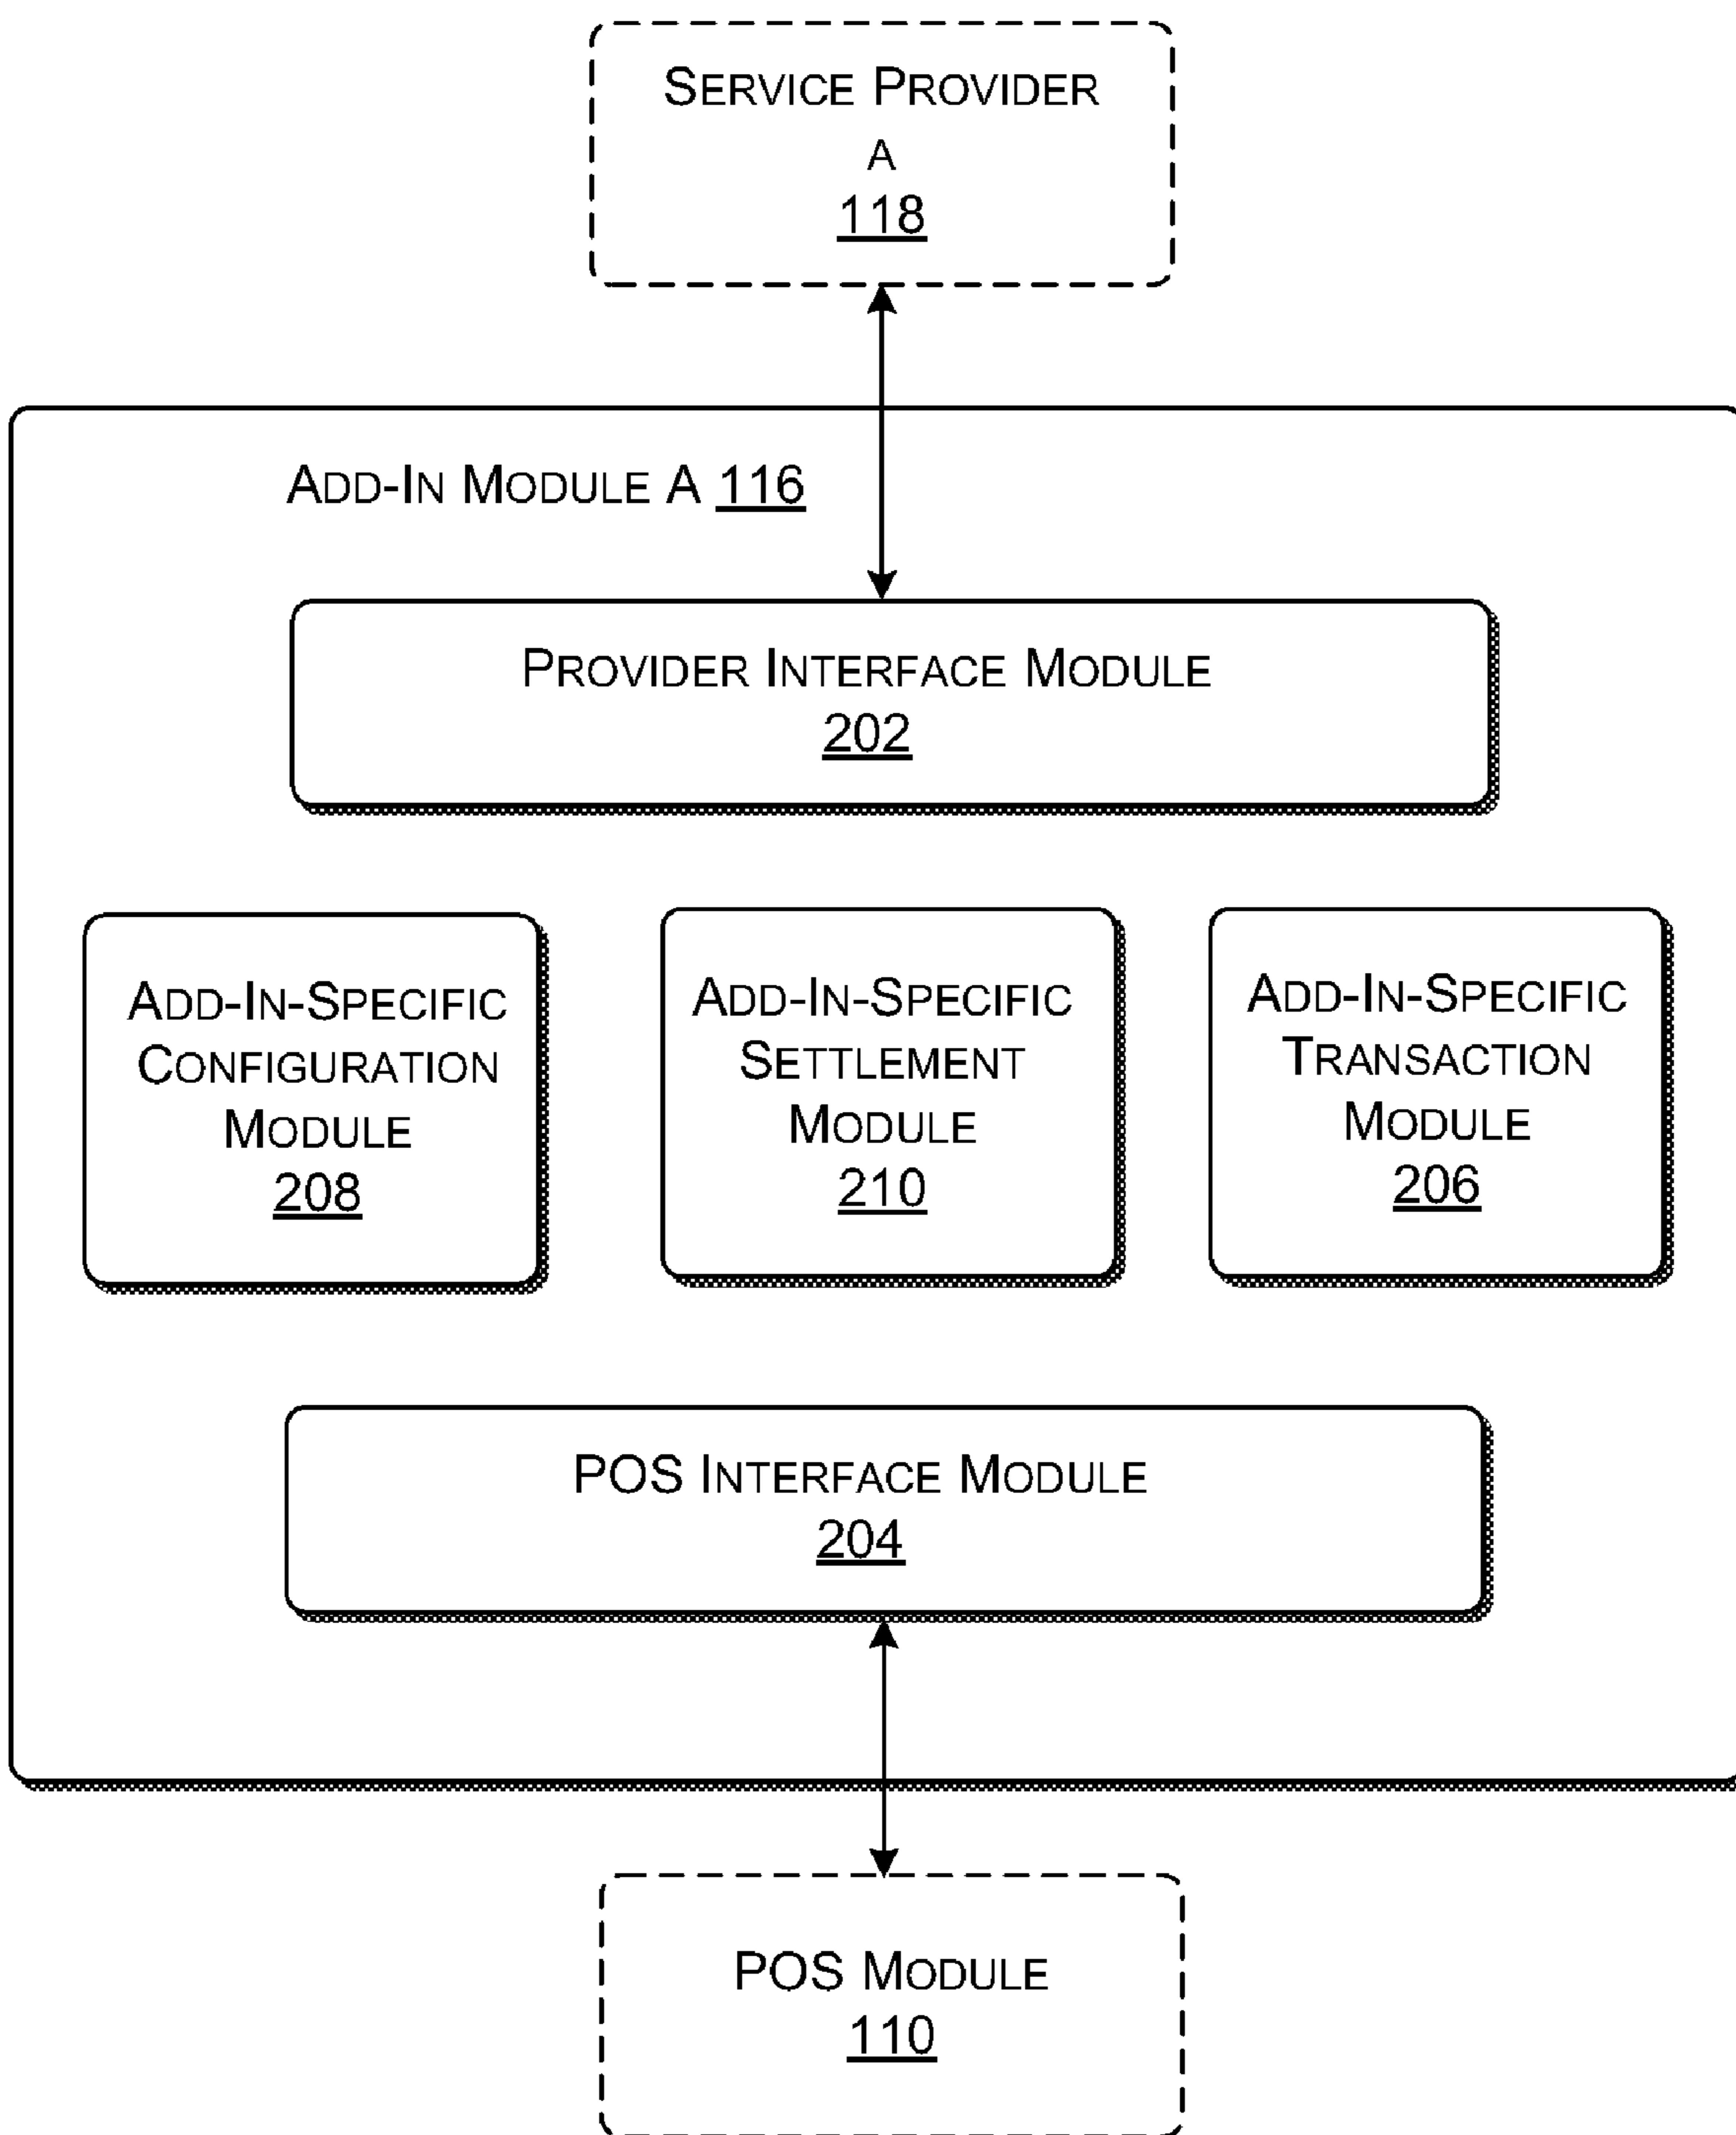 SERVICE PROVIDER
A
118
ADD-IN MODULE A 116
PROVIDER INTERFACE MODULE
202
ADD-IN-SPECIFIC
CONFIGURATION
MODULE
208
ADD-IN-SPECIFIC
SETTLEMENT
MODULE
210
ADD-IN-SPECIFIC
TRANSACTION
MODULE
206
POS INTERFACE MODULE
204
POS MODULE
110